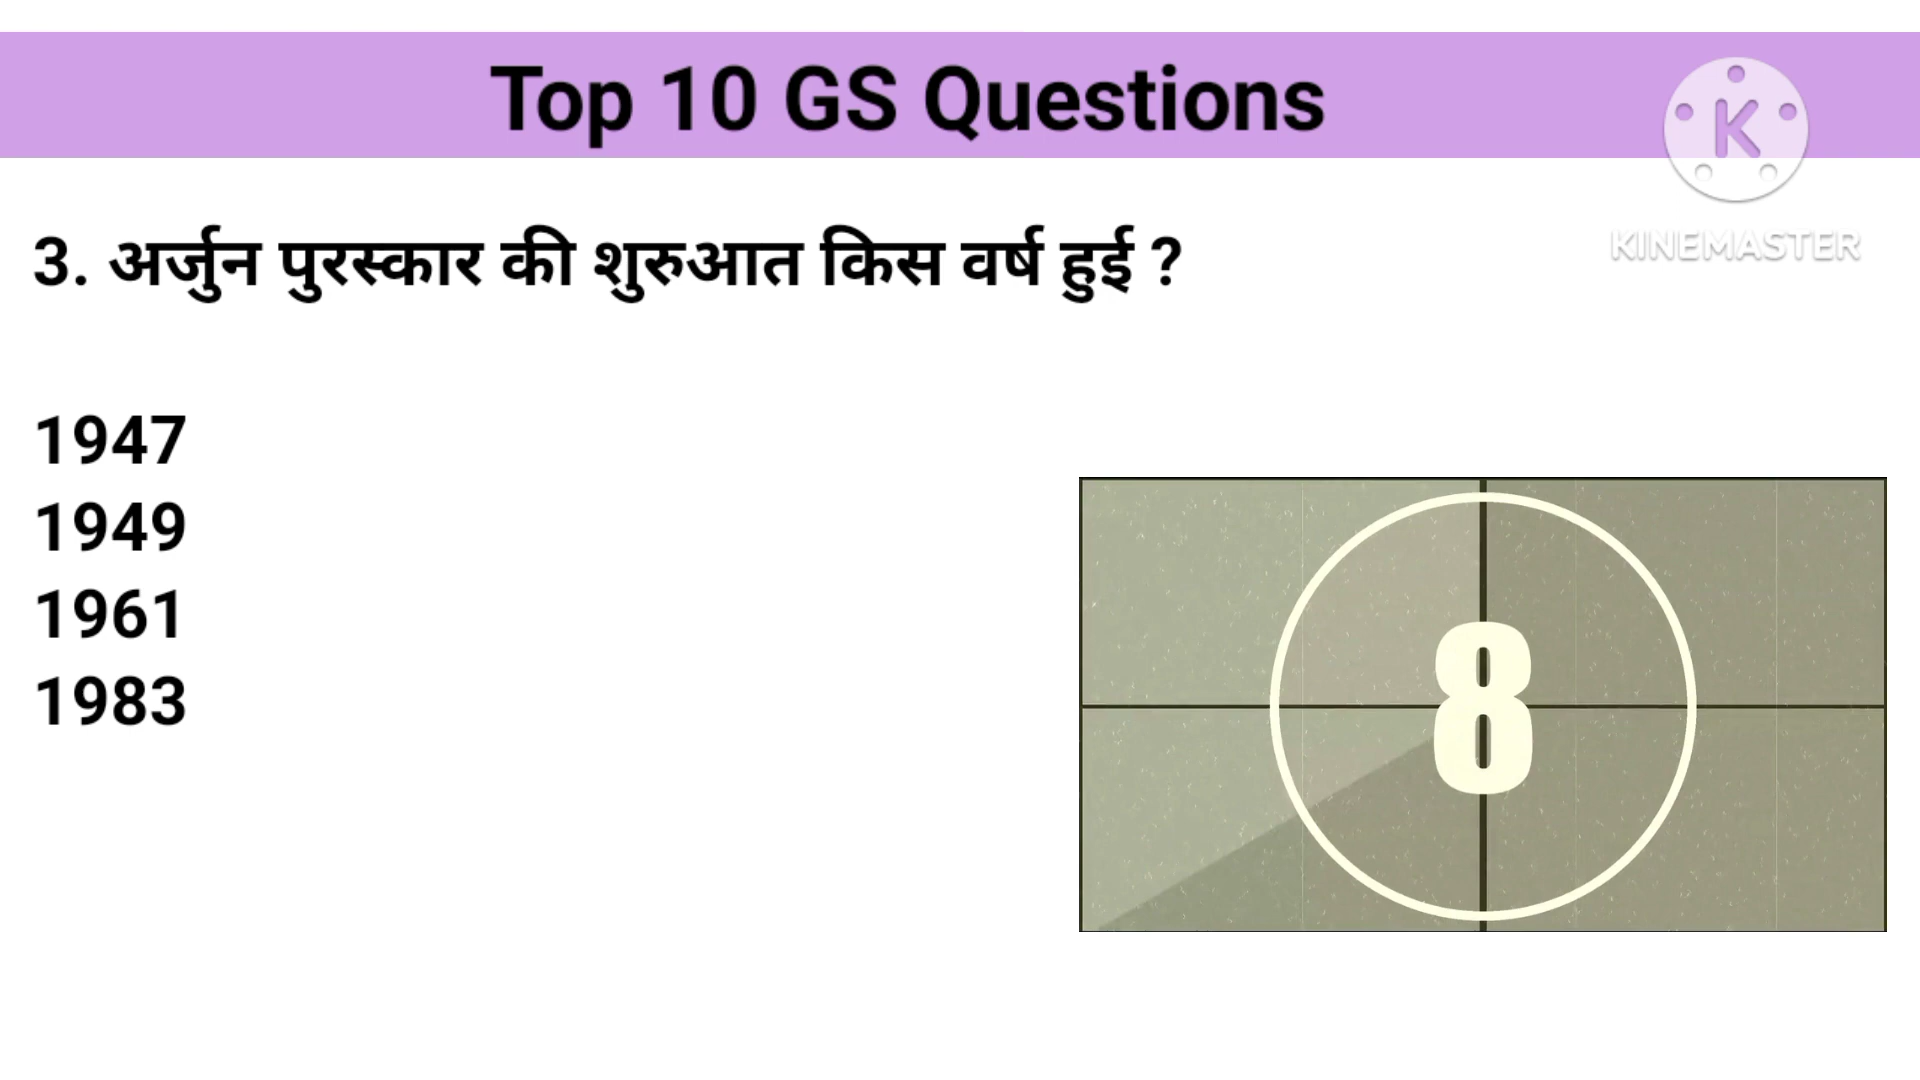 Top 10 GS Questions
K
KINEMASTER
3. अर्जुन पुरस्कार की शुरुआत किस वर्ष हुई ?
1947
1949
1961
1983
8